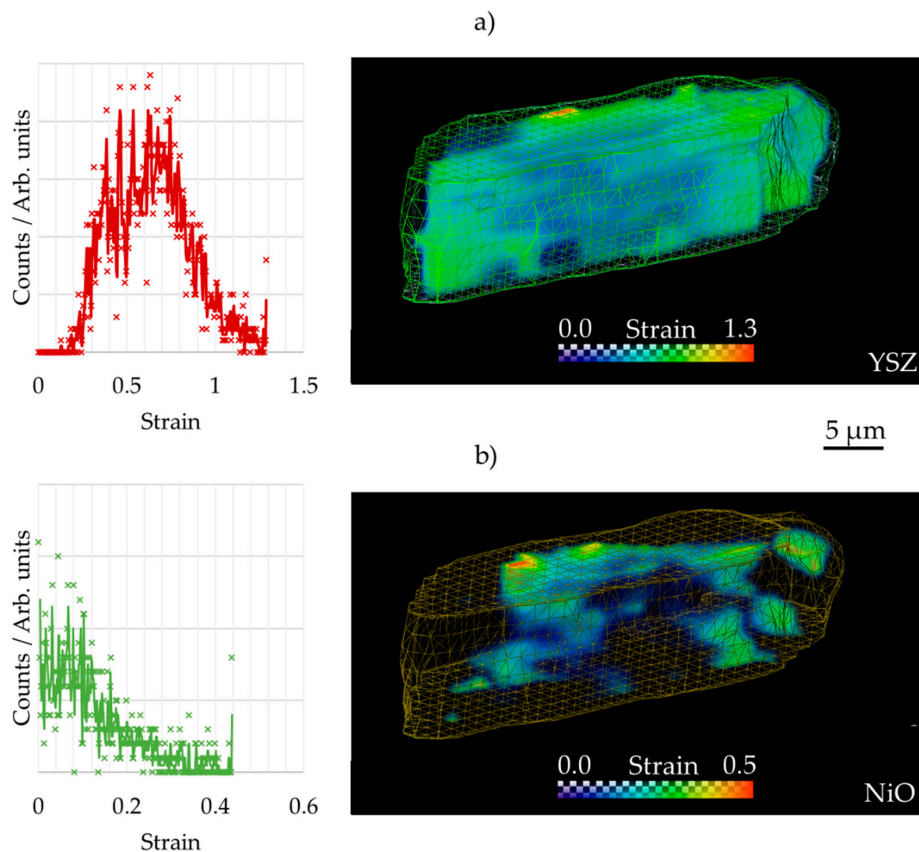 a)
Counts / Arb. units
0 0.5 1 1.5
Strain
0.0 Strain 1.3
YSZ
5 μm
b)
Counts / Arb. units
0 0.2 0.4 0.6
Strain
0.0 Strain 0.5
NiO